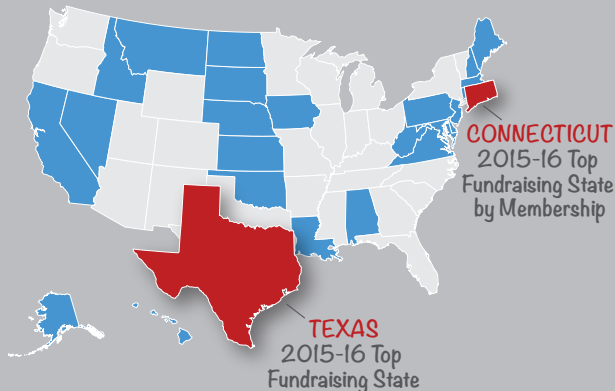 CONNECTICUT
2015-16 Top
Fundraising State
by Membership
TEXAS
2015-16 Top
Fundraising State